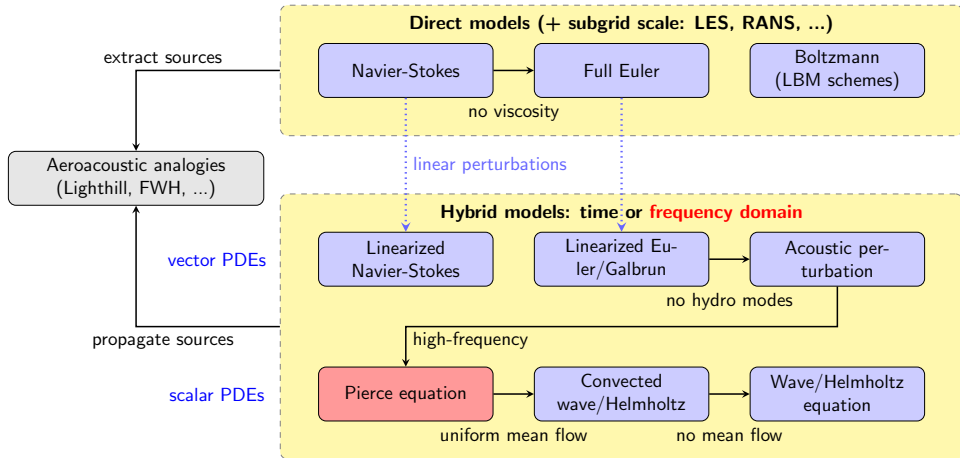 Direct models (+ subgrid scale: LES, RANS, ...)
extract sources
Navier-Stokes
Full Euler
Boltzmann
(LBM schemes)
no viscosity
Aeroacoustic analogies
(Lighthill, FWH, ...)
linear perturbations
Hybrid models: time or frequency domain
vector PDEs
Linearized
Navier-Stokes
Linearized Eu-
ler/Galbrun
Acoustic per-
turbation
no hydro modes
propagate sources
high-frequency
scalar PDEs
Pierce equation
Convected
wave/Helmholtz
Wave/Helmholtz
equation
uniform mean flow
no mean flow